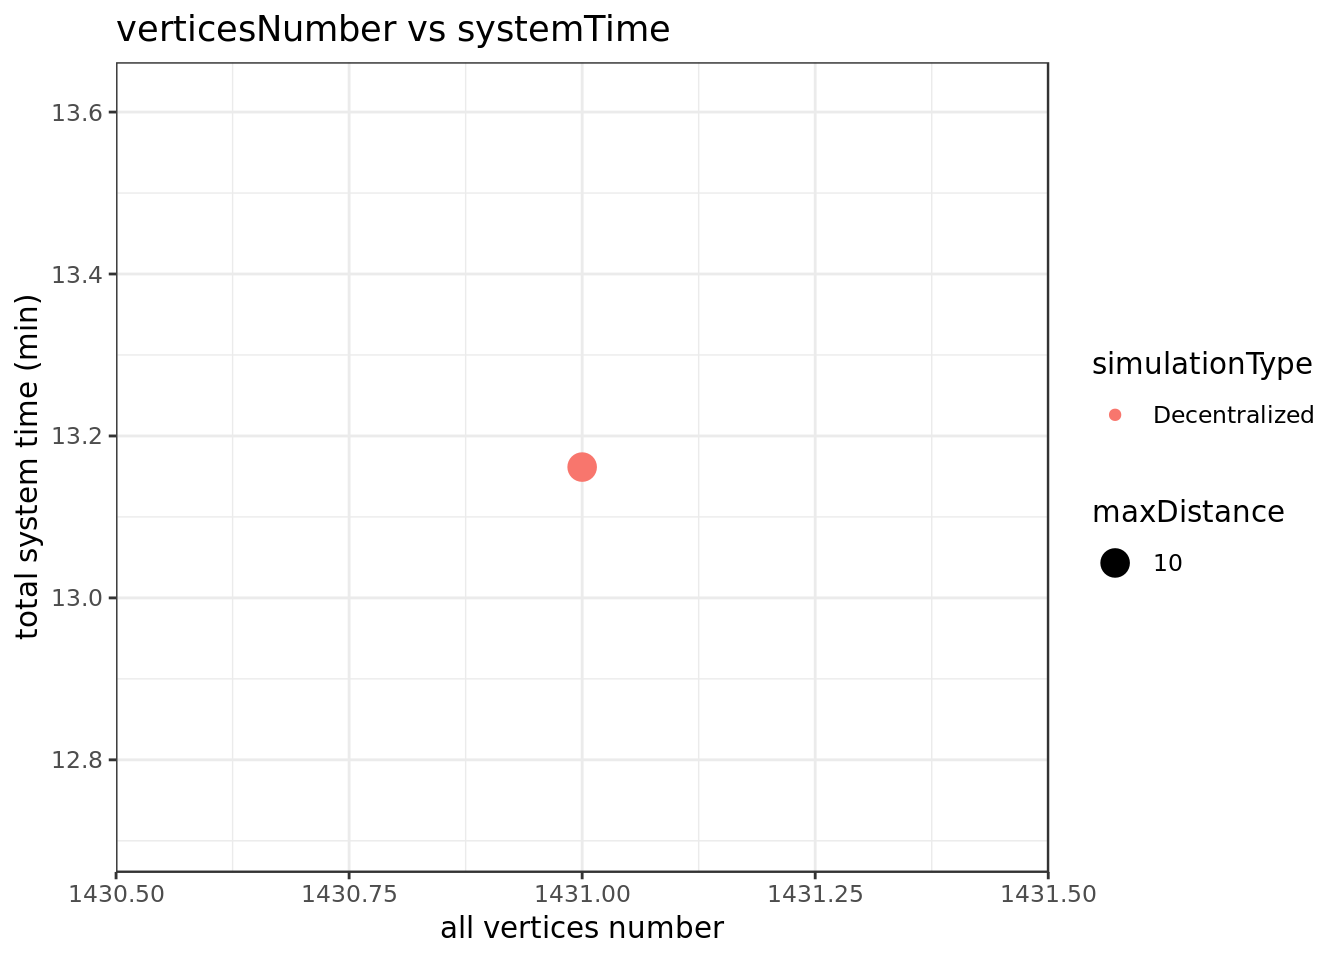 verticesNumber vs systemTime
13.6
13.4
13.2
13.0
12.8
total system time (min)
1430.50 1430.75 1431.00 1431.25 1431.50
all vertices number
simulationType
Decentralized
maxDistance
10